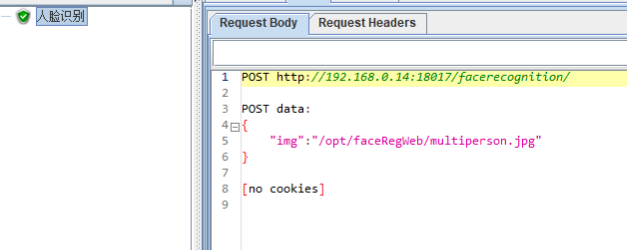 人脸识别
Request Body Request Headers
1 POST http://192.168.0.14:18017/facerecognition/
2
3 POST data:
4 {
5 "img":"/opt/faceRegWeb/multiperson.jpg"
6 }
7
8 [no cookies]
9